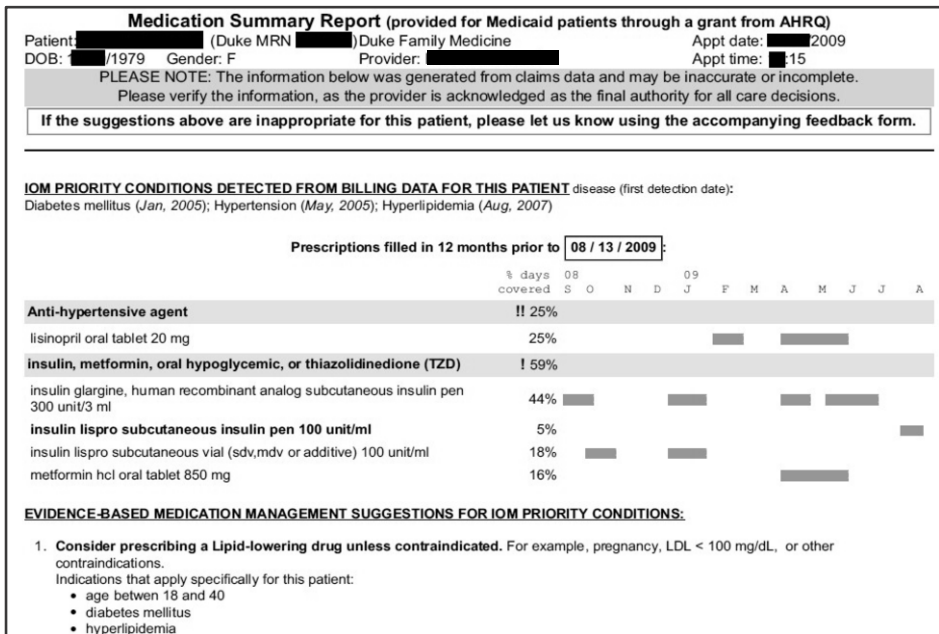 Medication Summary Report (provided for Medicaid patients through a grant from AHRQ)
Patient: (Duke MRN ) Duke Family Medicine Appt date: /2009
DOB: 1 /1979 Gender: F Provider: Appt time: :15
PLEASE NOTE: The information below was generated from claims data and may be inaccurate or incomplete.
Please verify the information, as the provider is acknowledged as the final authority for all care decisions.
If the suggestions above are inappropriate for this patient, please let us know using the accompanying feedback form.
IOM PRIORITY CONDITIONS DETECTED FROM BILLING DATA FOR THIS PATIENT disease (first detection date):
Diabetes mellitus (Jan, 2005); Hypertension (May, 2005); Hyperlipidemia (Aug, 2007)
Prescriptions filled in 12 months prior to 08 / 13 / 2009 :
% days 08 09
covered S O N D J F M A M J J A
Anti-hypertensive agent !! 25%
lisinopril oral tablet 20 mg 25%
insulin, metformin, oral hypoglycemic, or thiazolidinedione (TZD) ! 59%
insulin glargine, human recombinant analog subcutaneous insulin pen
300 unit/3 ml 44%
insulin lispro subcutaneous insulin pen 100 unit/ml 5%
insulin lispro subcutaneous vial (sdv,mdv or additive) 100 unit/ml 18%
metformin hcl oral tablet 850 mg 16%
EVIDENCE-BASED MEDICATION MANAGEMENT SUGGESTIONS FOR IOM PRIORITY CONDITIONS:
1. Consider prescribing a Lipid-lowering drug unless contraindicated. For example, pregnancy, LDL < 100 mg/dL, or other
contraindications.
Indications that apply specifically for this patient:
• age betwen 18 and 40
• diabetes mellitus
• hyperlipidemia